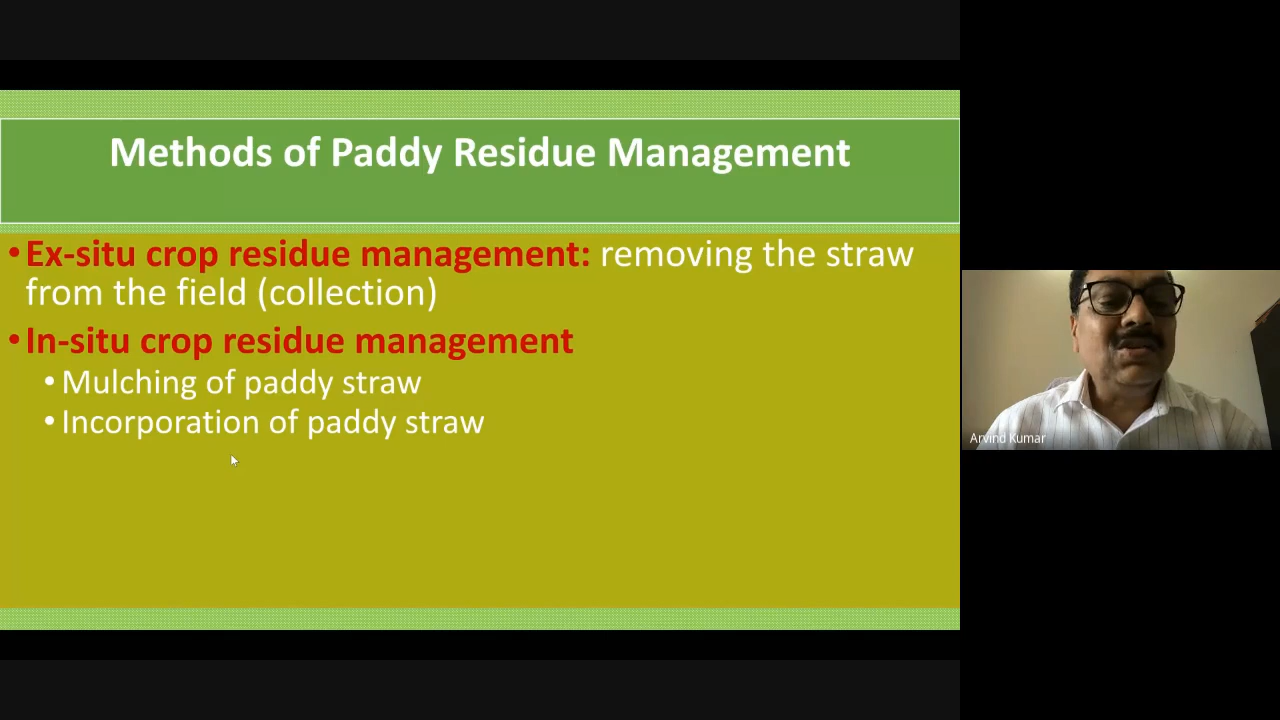 Methods of Paddy Residue Management
•Ex-situ crop residue management: removing the straw
from the field (collection)
•In-situ crop residue management
•Mulching of paddy straw
•Incorporation of paddy straw
Arvind Kumar